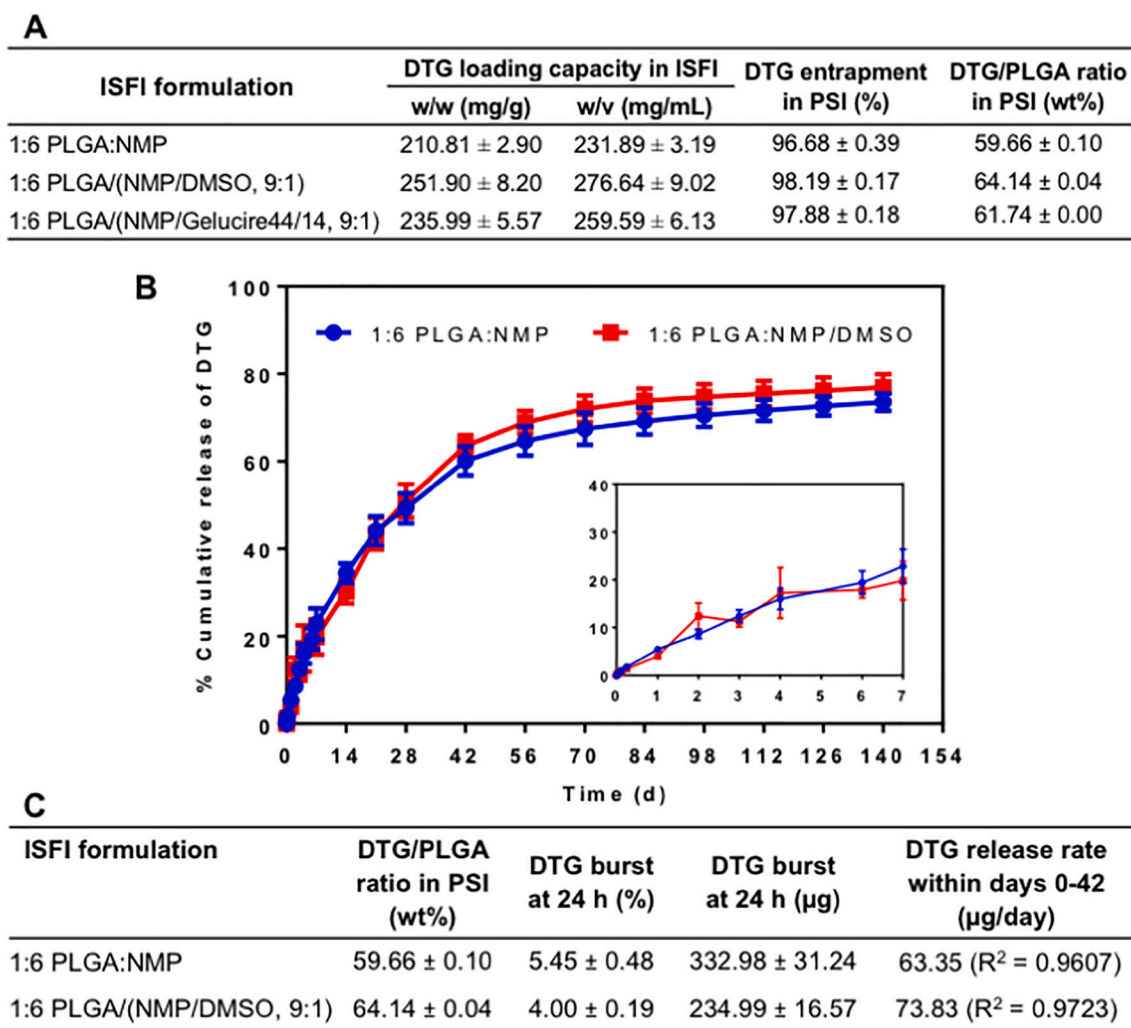 A
ISFI formulation DTG loading capacity in ISFI DTG entrapment in PSI (%) DTG/PLGA ratio in PSI (wt%)
w/w (mg/g) w/v (mg/mL)
1:6 PLGA:NMP 210.81 ± 2.90 231.89 ± 3.19 96.68 ± 0.39 59.66 ± 0.10
1:6 PLGA/(NMP/DMSO, 9:1) 251.90 ± 8.20 276.64 ± 9.02 98.19 ± 0.17 64.14 ± 0.04
1:6 PLGA/(NMP/Gelucire44/14, 9:1) 235.99 ± 5.57 259.59 ± 6.13 97.88 ± 0.18 61.74 ± 0.00
B
% Cumulative release of DTG
1:6 PLGA:NMP 1:6 PLGA:NMP/DMSO
100
80
60
40
20
0
40
30
20
10
0
0 1 2 3 4 5 6 7
0 14 28 42 56 70 84 98 112 126 140 154
Time (d)
C
ISFI formulation DTG/PLGA ratio in PSI (wt%) DTG burst at 24 h (%) DTG burst at 24 h (µg) DTG release rate within days 0-42 (µg/day)
1:6 PLGA:NMP 59.66 ± 0.10 5.45 ± 0.48 332.98 ± 31.24 63.35 (R² = 0.9607)
1:6 PLGA/(NMP/DMSO, 9:1) 64.14 ± 0.04 4.00 ± 0.19 234.99 ± 16.57 73.83 (R² = 0.9723)